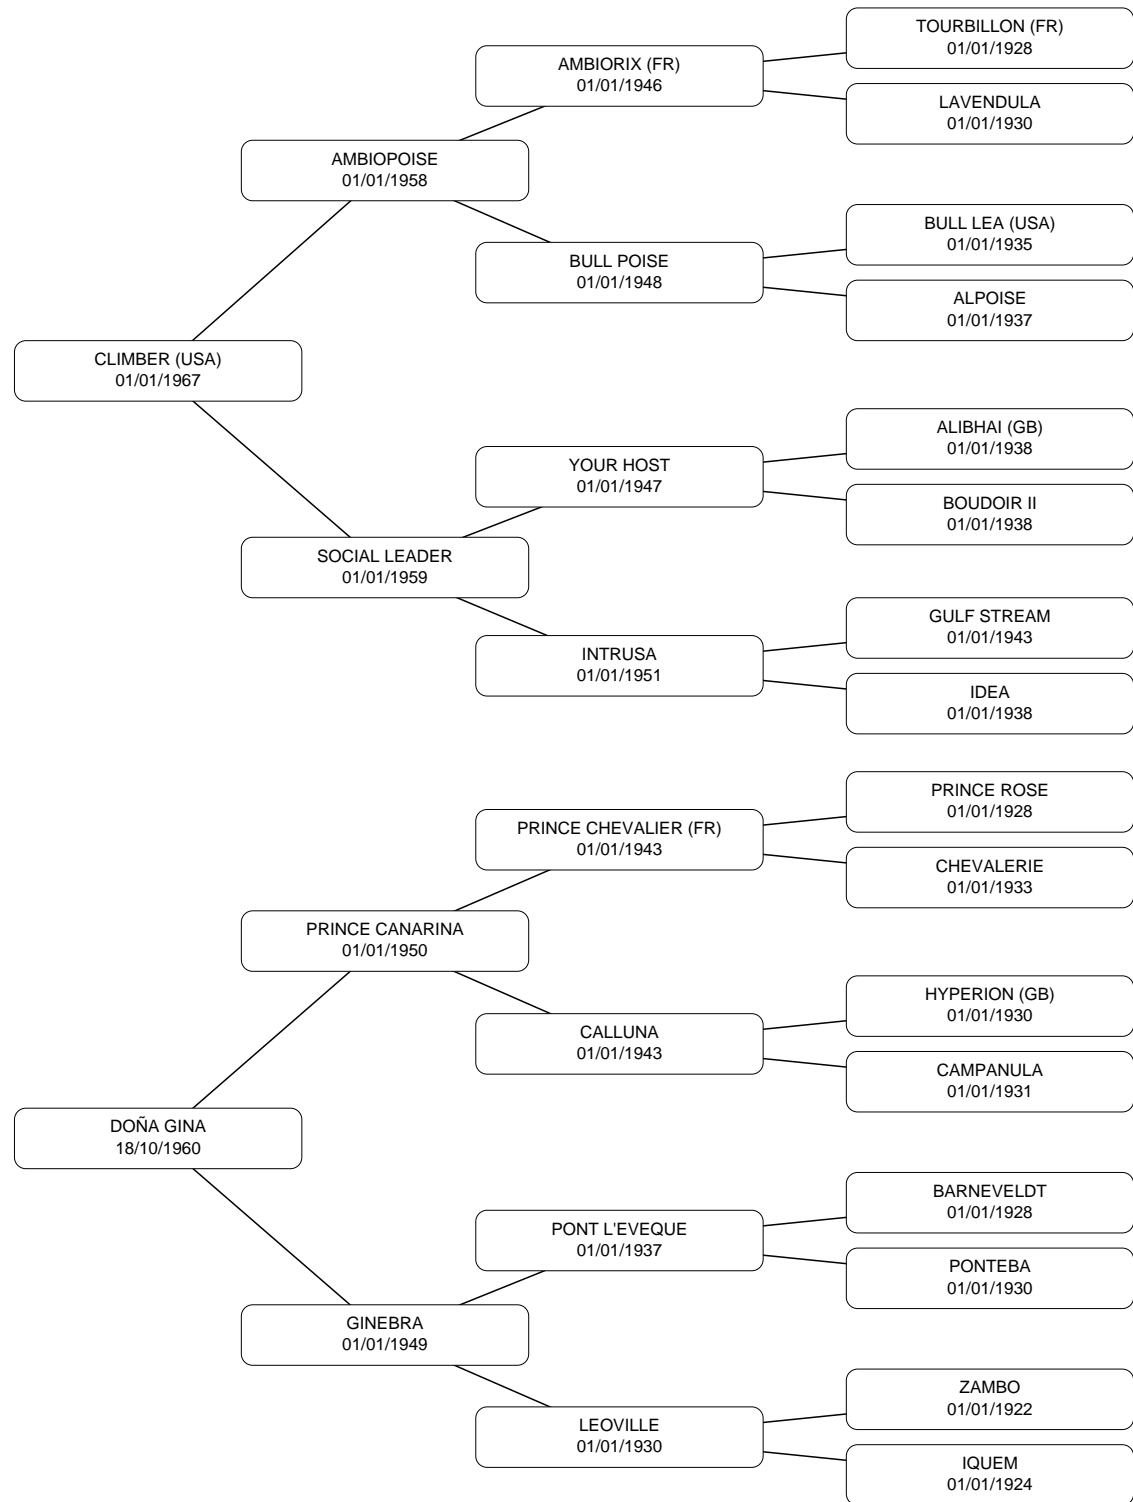 TOURBILLON (FR)
01/01/1928
AMBIORIX (FR)
01/01/1946
LAVENDULA
01/01/1930
AMBIOPOISE
01/01/1958
BULL LEA (USA)
01/01/1935
BULL POISE
01/01/1948
ALPOISE
01/01/1937
CLIMBER (USA)
01/01/1967
ALIBHAI (GB)
01/01/1938
YOUR HOST
01/01/1947
BOUDOIR II
01/01/1938
SOCIAL LEADER
01/01/1959
GULF STREAM
01/01/1943
INTRUSA
01/01/1951
IDEA
01/01/1938
PRINCE ROSE
01/01/1928
PRINCE CHEVALIER (FR)
01/01/1943
CHEVALERIE
01/01/1933
PRINCE CANARINA
01/01/1950
HYPERION (GB)
01/01/1930
CALLUNA
01/01/1943
CAMPANULA
01/01/1931
DOÑA GINA
18/10/1960
BARNEVELDT
01/01/1928
PONT L'EVEQUE
01/01/1937
PONTEBA
01/01/1930
GINEBRA
01/01/1949
ZAMBO
01/01/1922
LEOVILLE
01/01/1930
IQUEM
01/01/1924